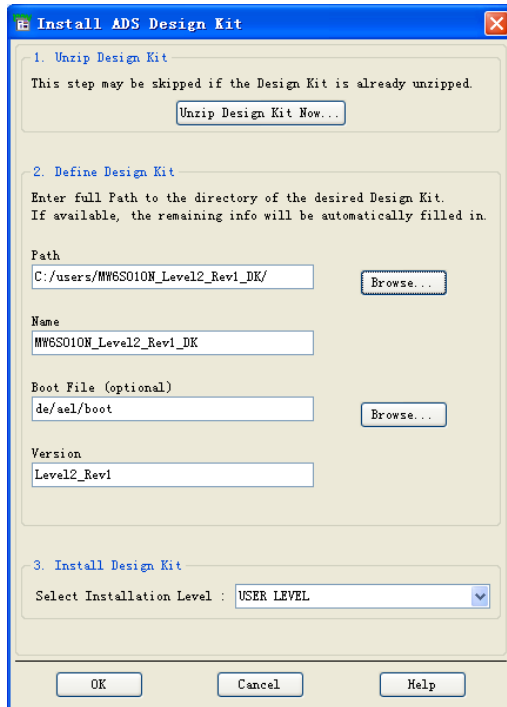 Install ADS Design Kit
1. Unzip Design Kit
This step may be skipped if the Design Kit is already unzipped.
Unzip Design Kit Now...
2. Define Design Kit
Enter full Path to the directory of the desired Design Kit.
If available, the remaining info will be automatically filled in.
Path
C:/users/MW6S010N_Level2_Rev1_DK/
Browse...
Name
MW6S010N_Level2_Rev1_DK
Boot File (optional)
de/ael/boot
Browse...
Version
Level2_Rev1
3. Install Design Kit
Select Installation Level : USER LEVEL
OK Cancel Help